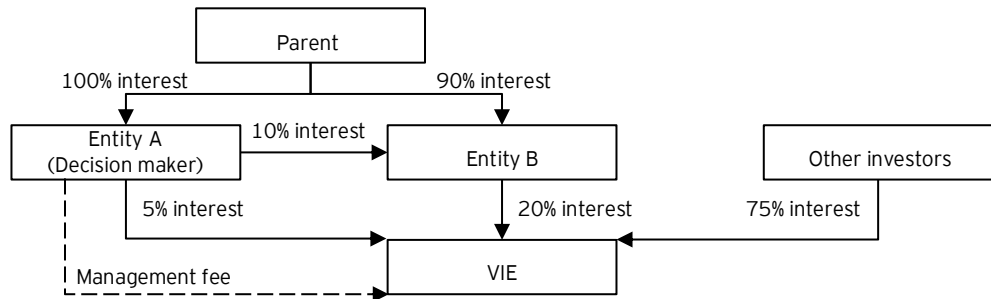 Parent
100% interest
90% interest
Entity A
(Decision maker)
10% interest
Entity B
Other investors
5% interest
20% interest
75% interest
Management fee
VIE